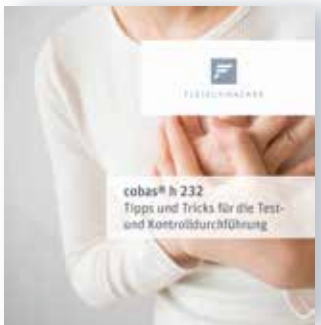 FLEISCHHACKER
cobas® h 232
Tipps und Tricks für die Test-
und Kontrolldurchführung